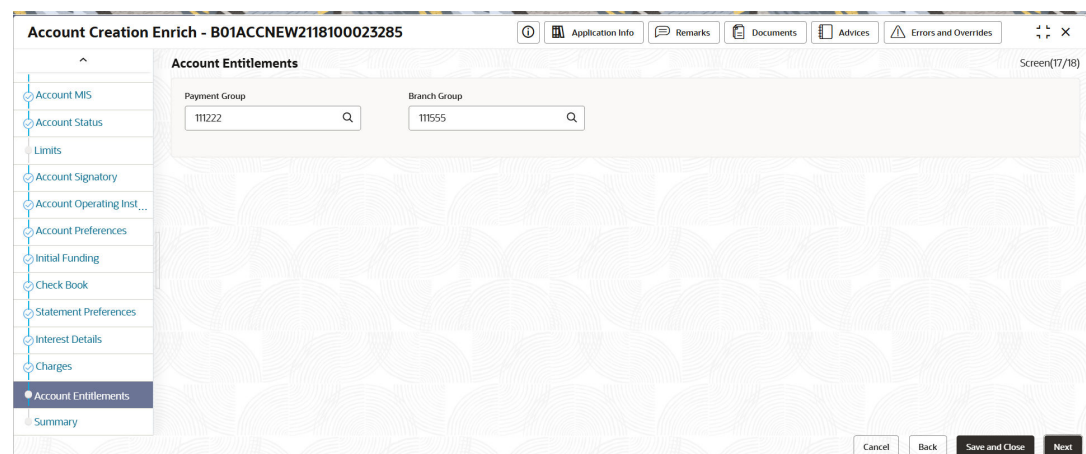 Account Creation Enrich - B01ACCNEW2118100023285
Application Info
Remarks
Documents
Advices
Errors and Overrides
Account MIS
Account Status
Limits
Account Signatory
Account Operating Inst...
Account Preferences
Initial Funding
Check Book
Statement Preferences
Interest Details
Charges
Account Entitlements
Summary
Account Entitlements
Screen(17/18)
Payment Group
Branch Group
111222
111555
Cancel
Back
Save and Close
Next